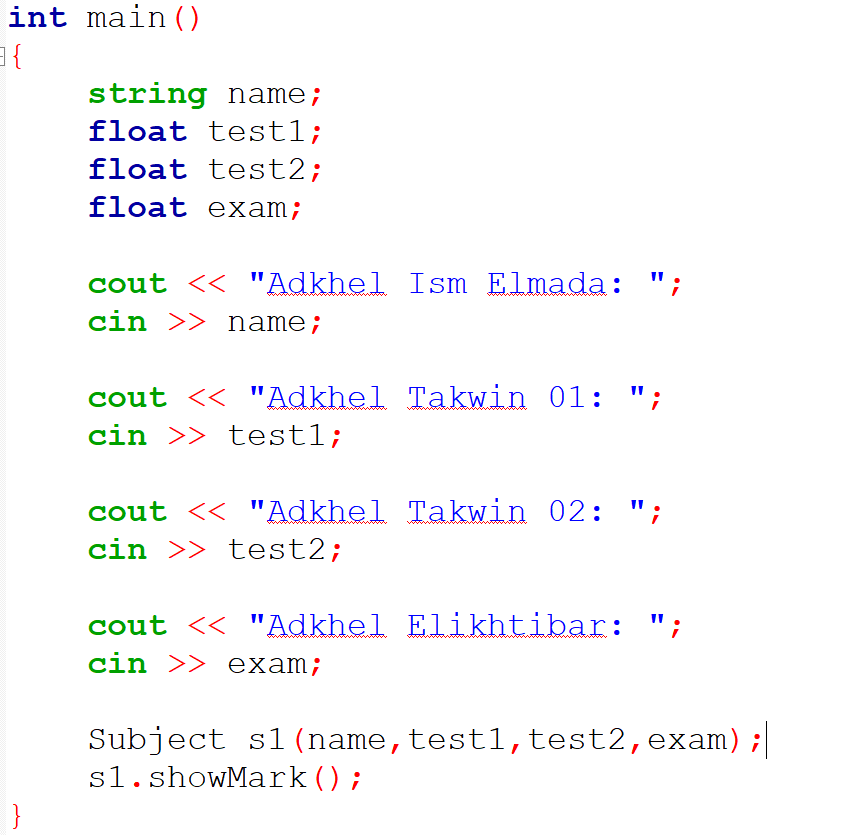 int main()
{
string name;
float test1;
float test2;
float exam;
cout << "Adkhel Ism Elmada: ";
cin >> name;
cout << "Adkhel Takwin 01: ";
cin >> test1;
cout << "Adkhel Takwin 02: ";
cin >> test2;
cout << "Adkhel Elikhtibar: ";
cin >> exam;
Subject s1(name,test1,test2,exam);
s1.showMark();
}